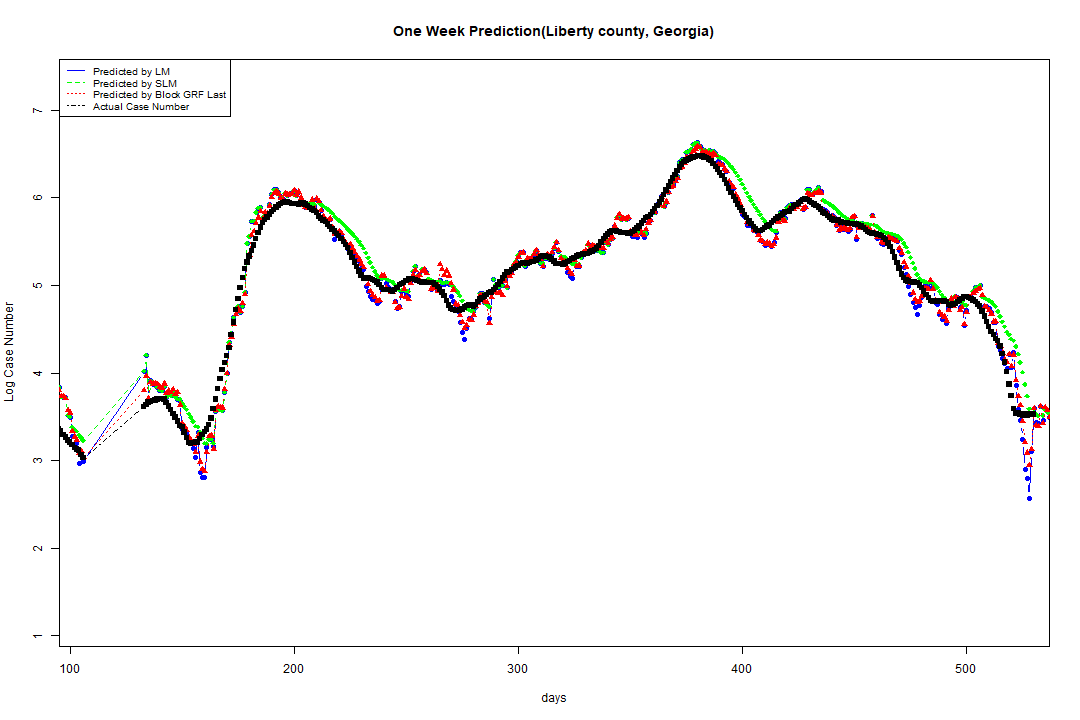 One Week Prediction(Liberty county, Georgia)
Predicted by LM
Predicted by SLM
Predicted by Block GRF Last
Actual Case Number
7
6
5
4
3
2
1
Log Case Number
100 200 300 400 500
days